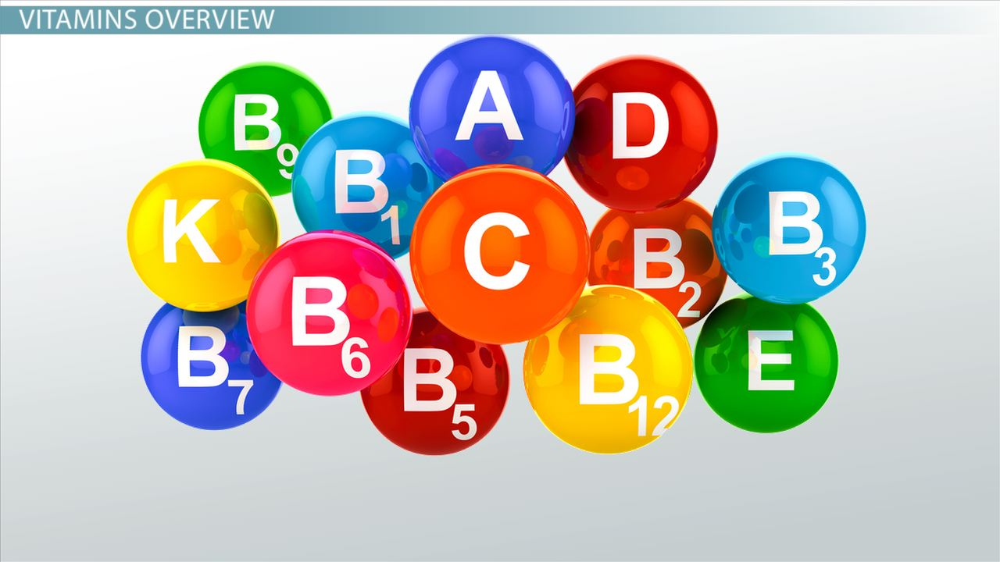 VITAMINS OVERVIEW
A
D
B9
B1
K
C
B2
B3
B6
B7
B5
B12
E